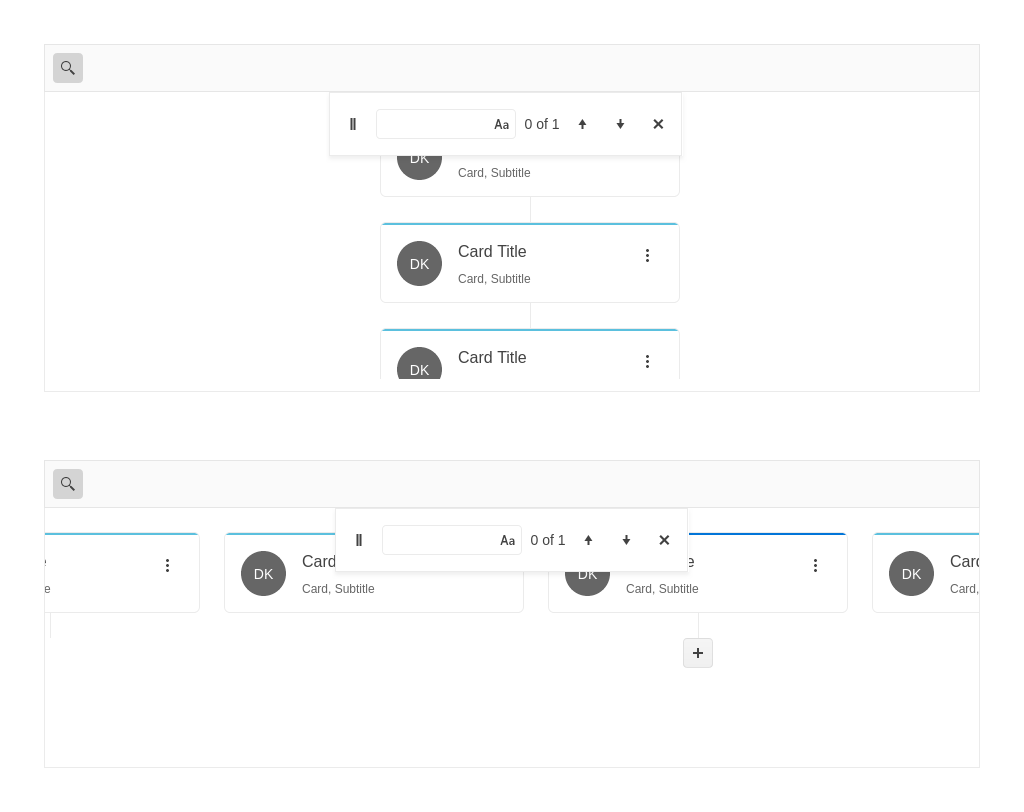 Aa 0 of 1
DK
Card, Subtitle
DK
Card Title
Card, Subtitle
DK
Card Title
Aa 0 of 1
e
e
DK
Card
Card, Subtitle
DK
e
Card, Subtitle
DK
Card
Card,